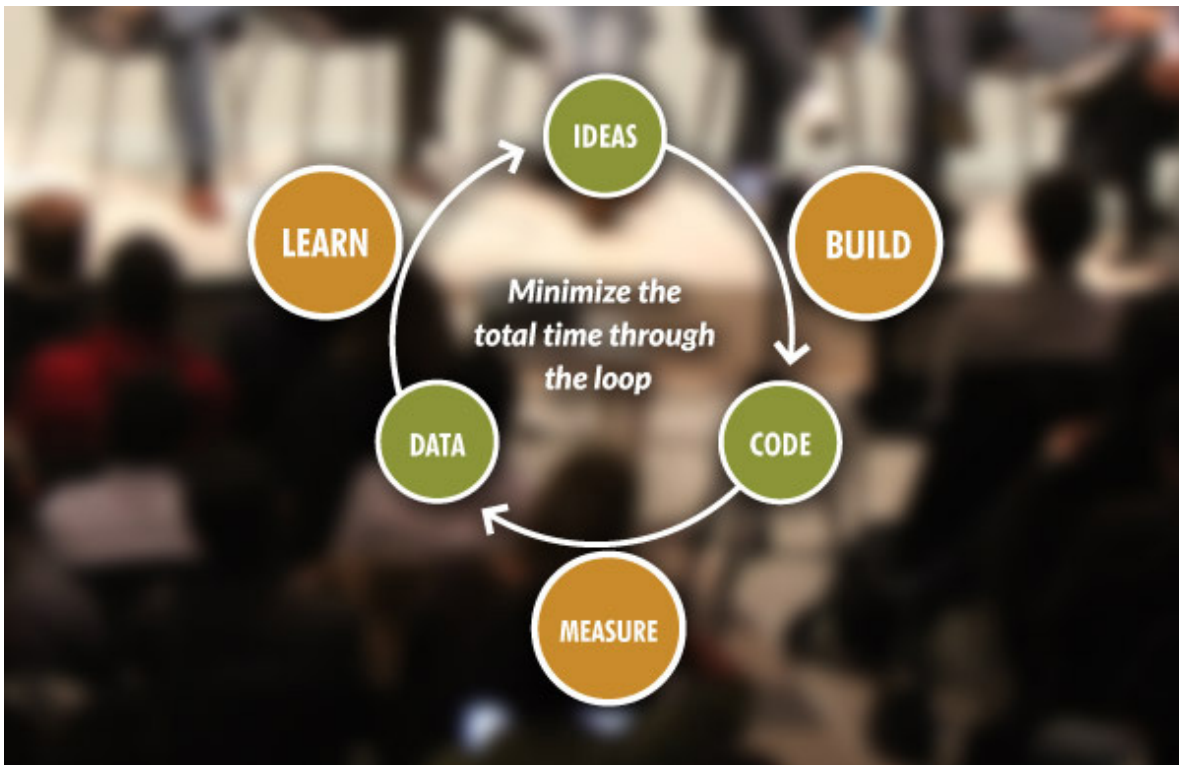 IDEAS
LEARN
BUILD
Minimize the
total time through
the loop
DATA
CODE
MEASURE